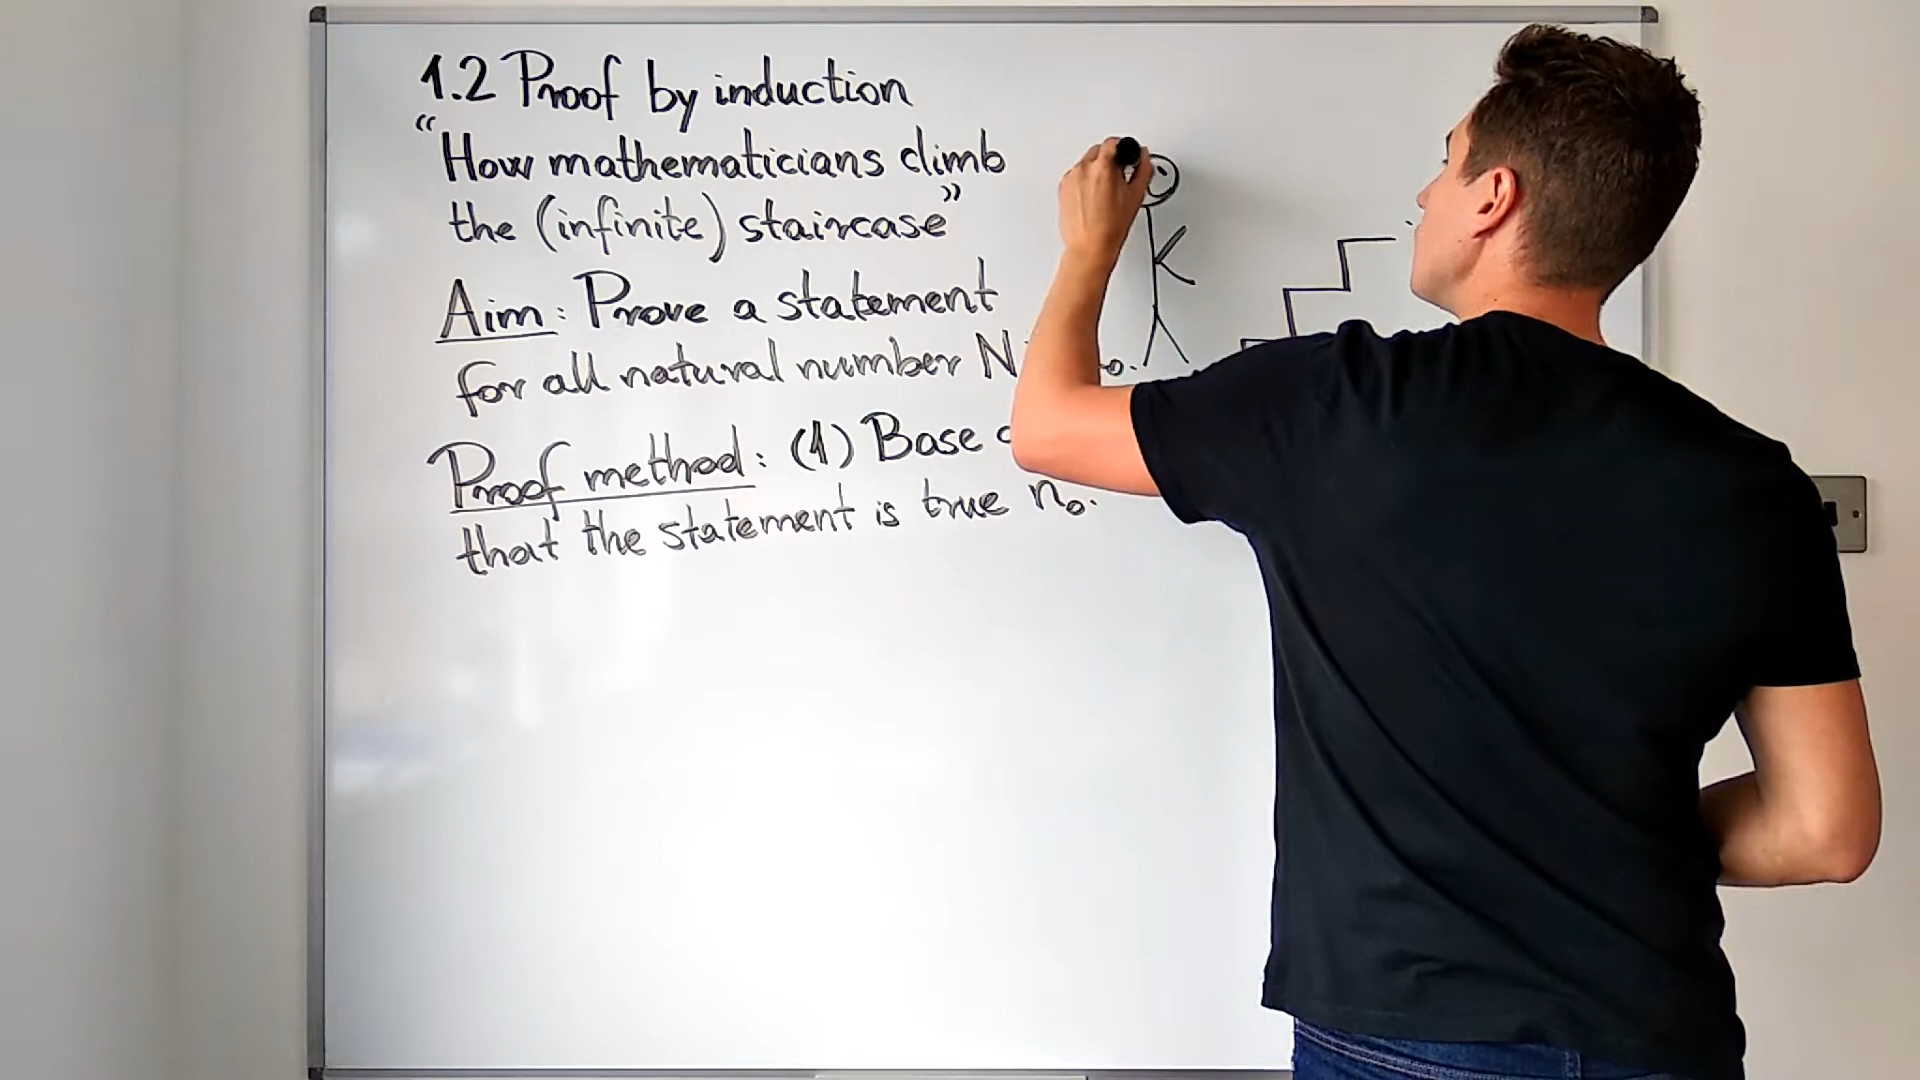 1.2 Proof by induction
"How mathematicians climb
the (infinite) staircase"
Aim: Prove a statement
for all natural number N
Proof method: (1) Base
that the statement is true n₀.